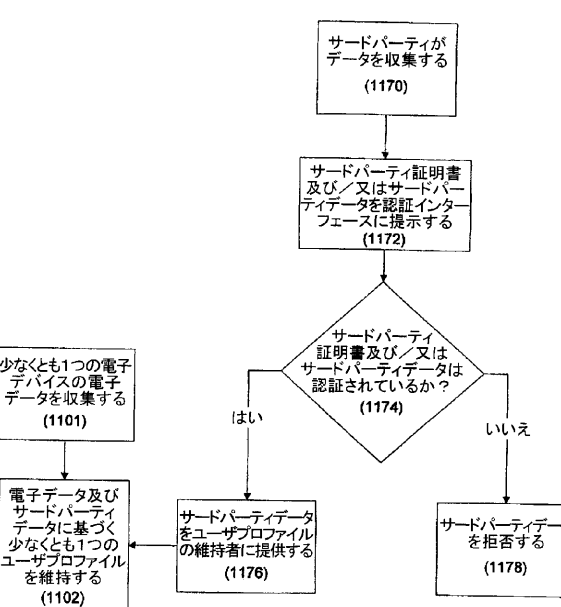 サードパーティが
データを収集する
(1170)
サードパーティ証明書
及び／又はサードパー
ティデータを認証インター
フェースに提示する
(1172)
サードパーティ
証明書及び／又は
サードパーティデータは
認証されているか？
(1174)
はい
いいえ
少なくとも1つの電子
デバイスの電子
データを収集する
(1101)
電子データ及び
サードパーティ
データに基づく
少なくとも1つの
ユーザプロファイル
を維持する
(1102)
サードパーティデータ
をユーザプロファイル
の維持者に提供する
(1176)
サードパーティデー
を拒否する
(1178)